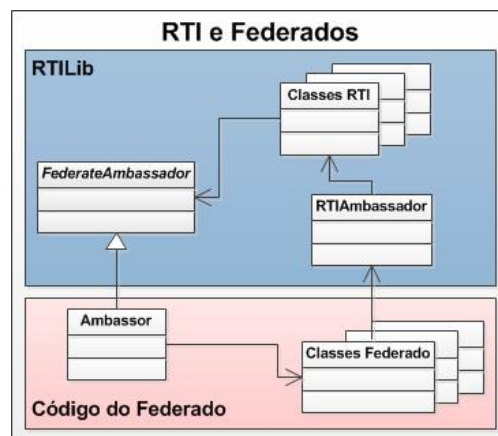 RTI e Federados
RTILib
Classes RTI
FederateAmbassador
RTIAmbassador
Ambassor
Classes Federado
Código do Federado